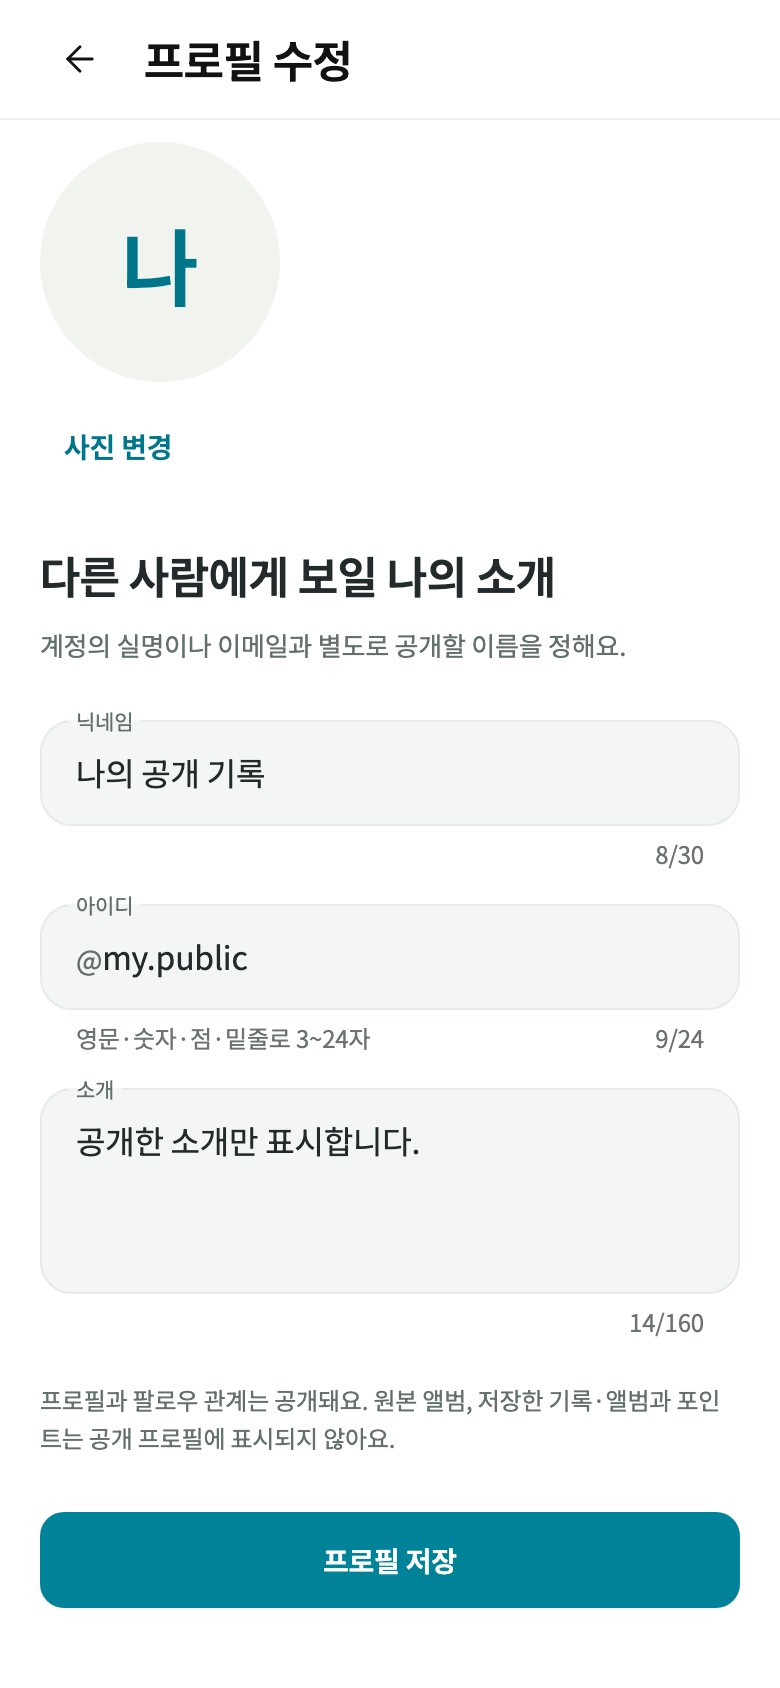 프로필 수정
나
사진 변경
다른 사람에게 보일 나의 소개
계정의 실명이나 이메일과 별도로 공개할 이름을 정해요.
닉네임
나의 공개 기록
8/30
아이디
@my.public
영문·숫자·점·밑줄로 3~24자 9/24
소개
공개한 소개만 표시합니다.
14/160
프로필과 팔로우 관계는 공개돼요. 원본 앨범, 저장한 기록·앨범과 포인
트는 공개 프로필에 표시되지 않아요.
프로필 저장